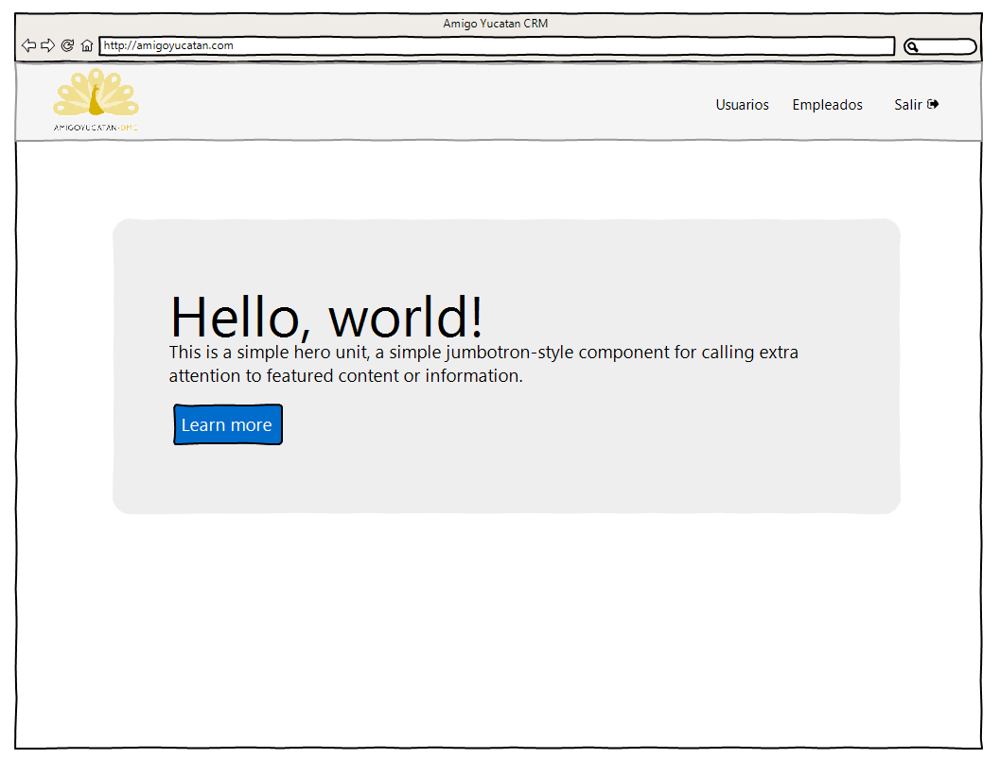 Amigo Yucatan CRM
http://amigoyucatan.com
AMIGOYUCATAN·DMC
Usuarios Empleados Salir
Hello, world!
This is a simple hero unit, a simple jumbotron-style component for calling extra
attention to featured content or information.
Learn more